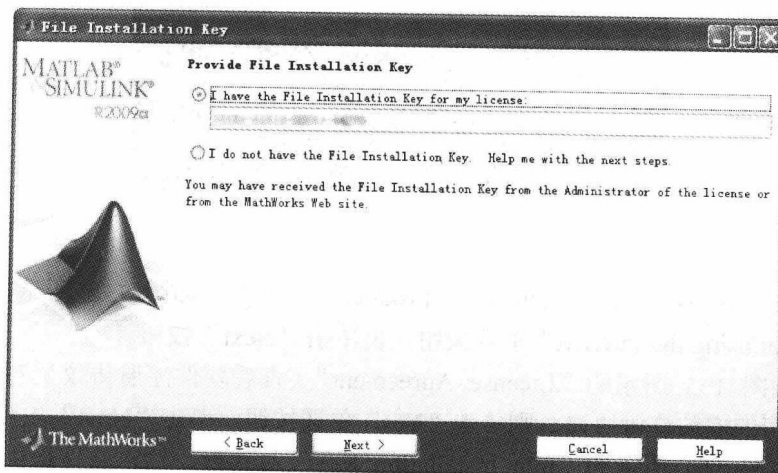 File Installation Key
MATLAB®
SIMULINK®
R2009a
Provide File Installation Key
I have the File Installation Key for my license:
I do not have the File Installation Key. Help me with the next steps.
You may have received the File Installation Key from the Administrator of the license or
from the MathWorks Web site.
The MathWorks™
< Back
Next >
Cancel
Help